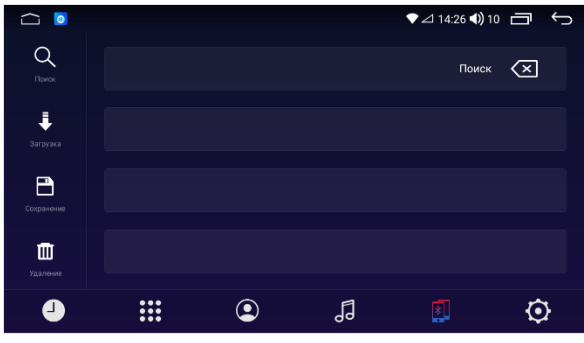 14:26 10
Поиск
Поиск
Загрузка
Сохранение
Удаление